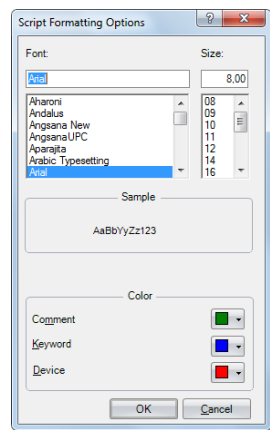 Script Formatting Options
Font: Size:
Arial 8,00
Aharoni 08
Andalus 09
Angsana New 10
AngsanaUPC 11
Aparajita 12
Arabic Typesetting 14
Arial 16
Sample
AaBbYyZz123
Color
Comment
Keyword
Device
OK Cancel